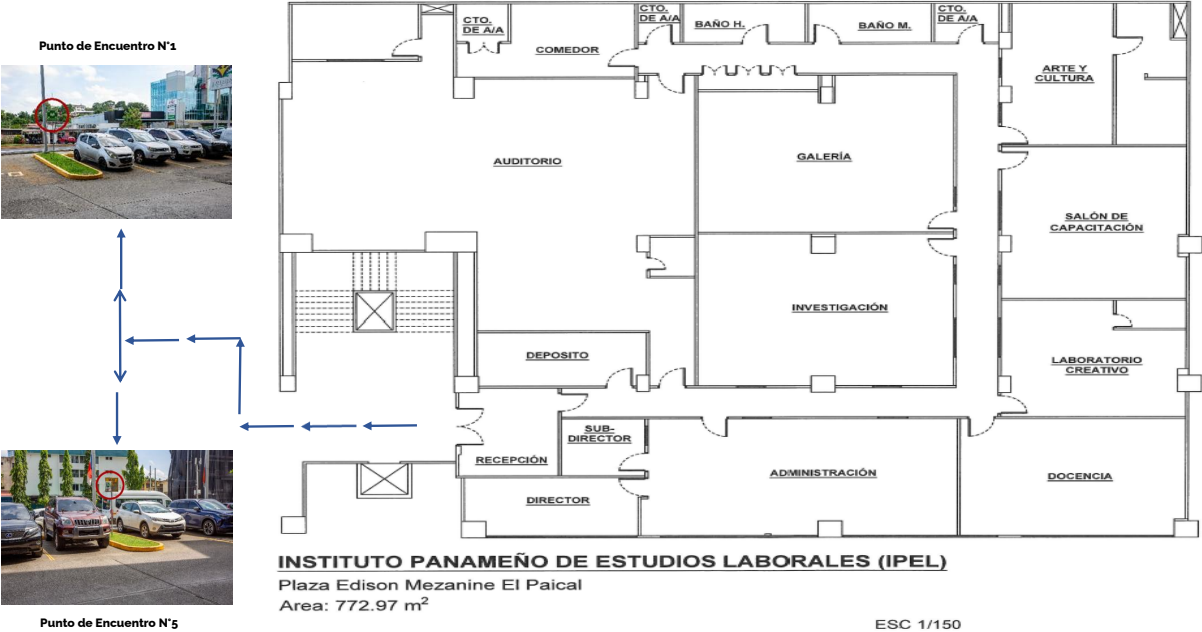 Punto de Encuentro N°1
CTO.
DE A/A
COMEDOR
CTO.
DE A/A
BAÑO H.
BAÑO M.
CTO.
DE A/A
ARTE Y
CULTURA
AUDITORIO
GALERÍA
SALÓN DE
CAPACITACIÓN
INVESTIGACIÓN
DEPOSITO
LABORATORIO
CREATIVO
SUB-
DIRECTOR
RECEPCIÓN
ADMINISTRACIÓN
DOCENCIA
DIRECTOR
INSTITUTO PANAMEÑO DE ESTUDIOS LABORALES (IPEL)
Plaza Edison Mezanine El Paical
Area: 772.97 m²
ESC 1/150
Punto de Encuentro N°5